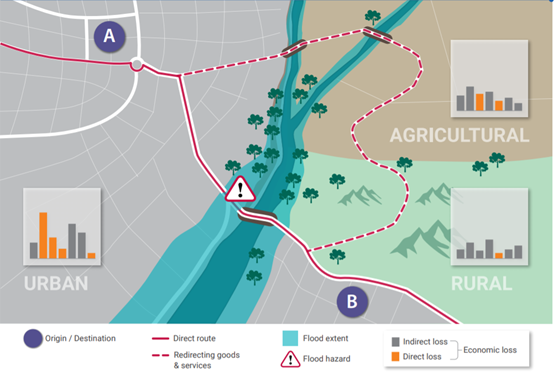 A
AGRICULTURAL
!
URBAN
RURAL
B
Origin / Destination
Direct route
Redirecting goods
& services
Flood extent
Flood hazard
Indirect loss
Direct loss
Economic loss